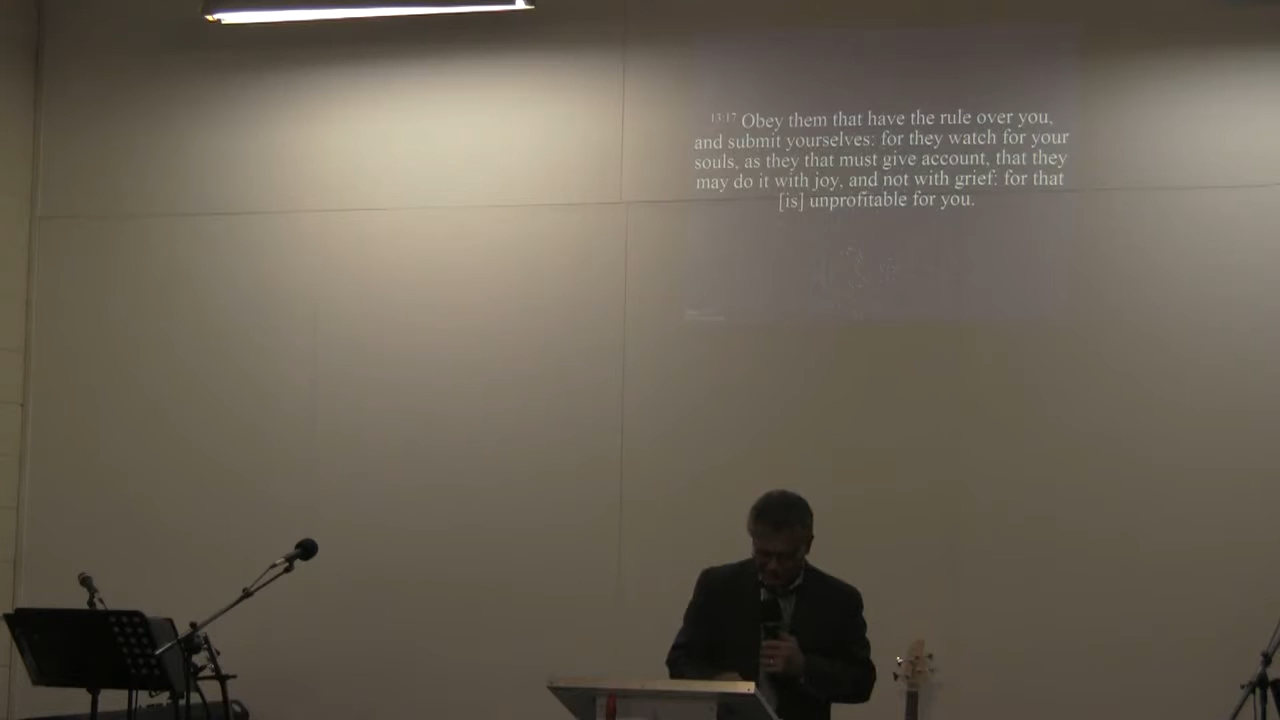 13:17 Obey them that have the rule over you,
and submit yourselves: for they watch for your
souls, as they that must give account, that they
may do it with joy, and not with grief: for that
[is] unprofitable for you.